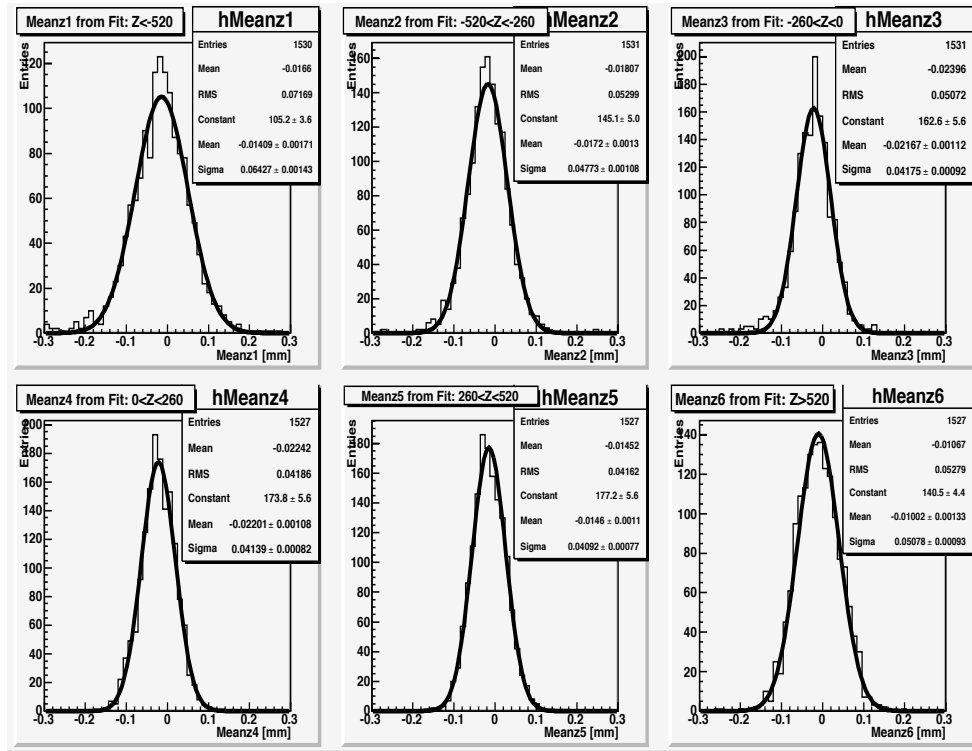 Meanz1 from Fit: Z<-520
hMeanz1
Entries 1530
Mean -0.0166
RMS 0.07169
Constant 105.2 ± 3.6
Mean -0.01409 ± 0.00171
Sigma 0.06427 ± 0.00143
Entries
120
100
80
60
40
20
0
-0.3 -0.2 -0.1 0 0.1 0.2 0.3
Meanz1 [mm]
Meanz2 from Fit: -520<Z<-260
hMeanz2
Entries 1531
Mean -0.01807
RMS 0.05299
Constant 145.1 ± 5.0
Mean -0.0172 ± 0.0013
Sigma 0.04773 ± 0.00108
Entries
160
140
120
100
80
60
40
20
0
-0.3 -0.2 -0.1 0 0.1 0.2 0.3
Meanz2 [mm]
Meanz3 from Fit: -260<Z<0
hMeanz3
Entries 1531
Mean -0.02396
RMS 0.05072
Constant 162.6 ± 5.6
Mean -0.02167 ± 0.00112
Sigma 0.04175 ± 0.00092
Entries
200
180
160
140
120
100
80
60
40
20
0
-0.3 -0.2 -0.1 0 0.1 0.2 0.3
Meanz3 [mm]
Meanz4 from Fit: 0<Z<260
hMeanz4
Entries 1527
Mean -0.02242
RMS 0.04186
Constant 173.8 ± 5.6
Mean -0.02201 ± 0.00108
Sigma 0.04139 ± 0.00082
Entries
200
180
160
140
120
100
80
60
40
20
0
-0.3 -0.2 -0.1 0 0.1 0.2 0.3
Meanz4 [mm]
Meanz5 from Fit: 260<Z<520
hMeanz5
Entries 1527
Mean -0.01452
RMS 0.04162
Constant 177.2 ± 5.6
Mean -0.0146 ± 0.0011
Sigma 0.04092 ± 0.00077
Entries
180
160
140
120
100
80
60
40
20
0
-0.3 -0.2 -0.1 0 0.1 0.2 0.3
Meanz5 [mm]
Meanz6 from Fit: Z>520
hMeanz6
Entries 1527
Mean -0.01067
RMS 0.05279
Constant 140.5 ± 4.4
Mean -0.01002 ± 0.00133
Sigma 0.05078 ± 0.00093
Entries
140
120
100
80
60
40
20
0
-0.3 -0.2 -0.1 0 0.1 0.2 0.3
Meanz6 [mm]